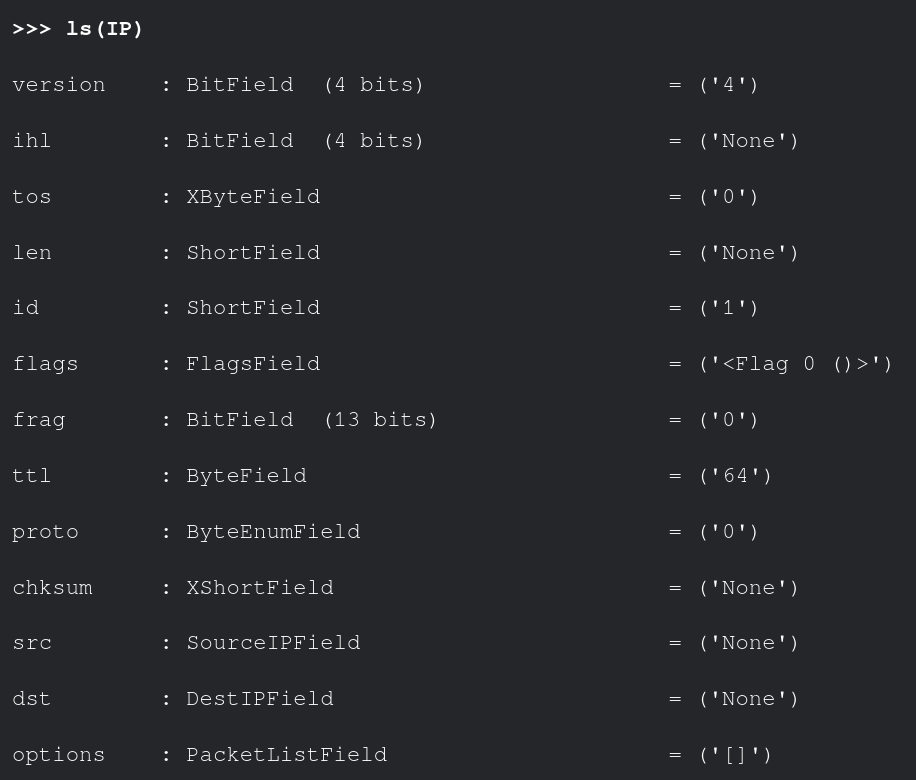 >>> ls(IP)
version    : BitField  (4 bits)                  = ('4')
ihl        : BitField  (4 bits)                  = ('None')
tos        : XByteField                          = ('0')
len        : ShortField                          = ('None')
id         : ShortField                          = ('1')
flags      : FlagsField                          = ('<Flag 0 ()>')
frag       : BitField  (13 bits)                 = ('0')
ttl        : ByteField                           = ('64')
proto      : ByteEnumField                       = ('0')
chksum     : XShortField                         = ('None')
src        : SourceIPField                       = ('None')
dst        : DestIPField                         = ('None')
options    : PacketListField                     = ('[]')